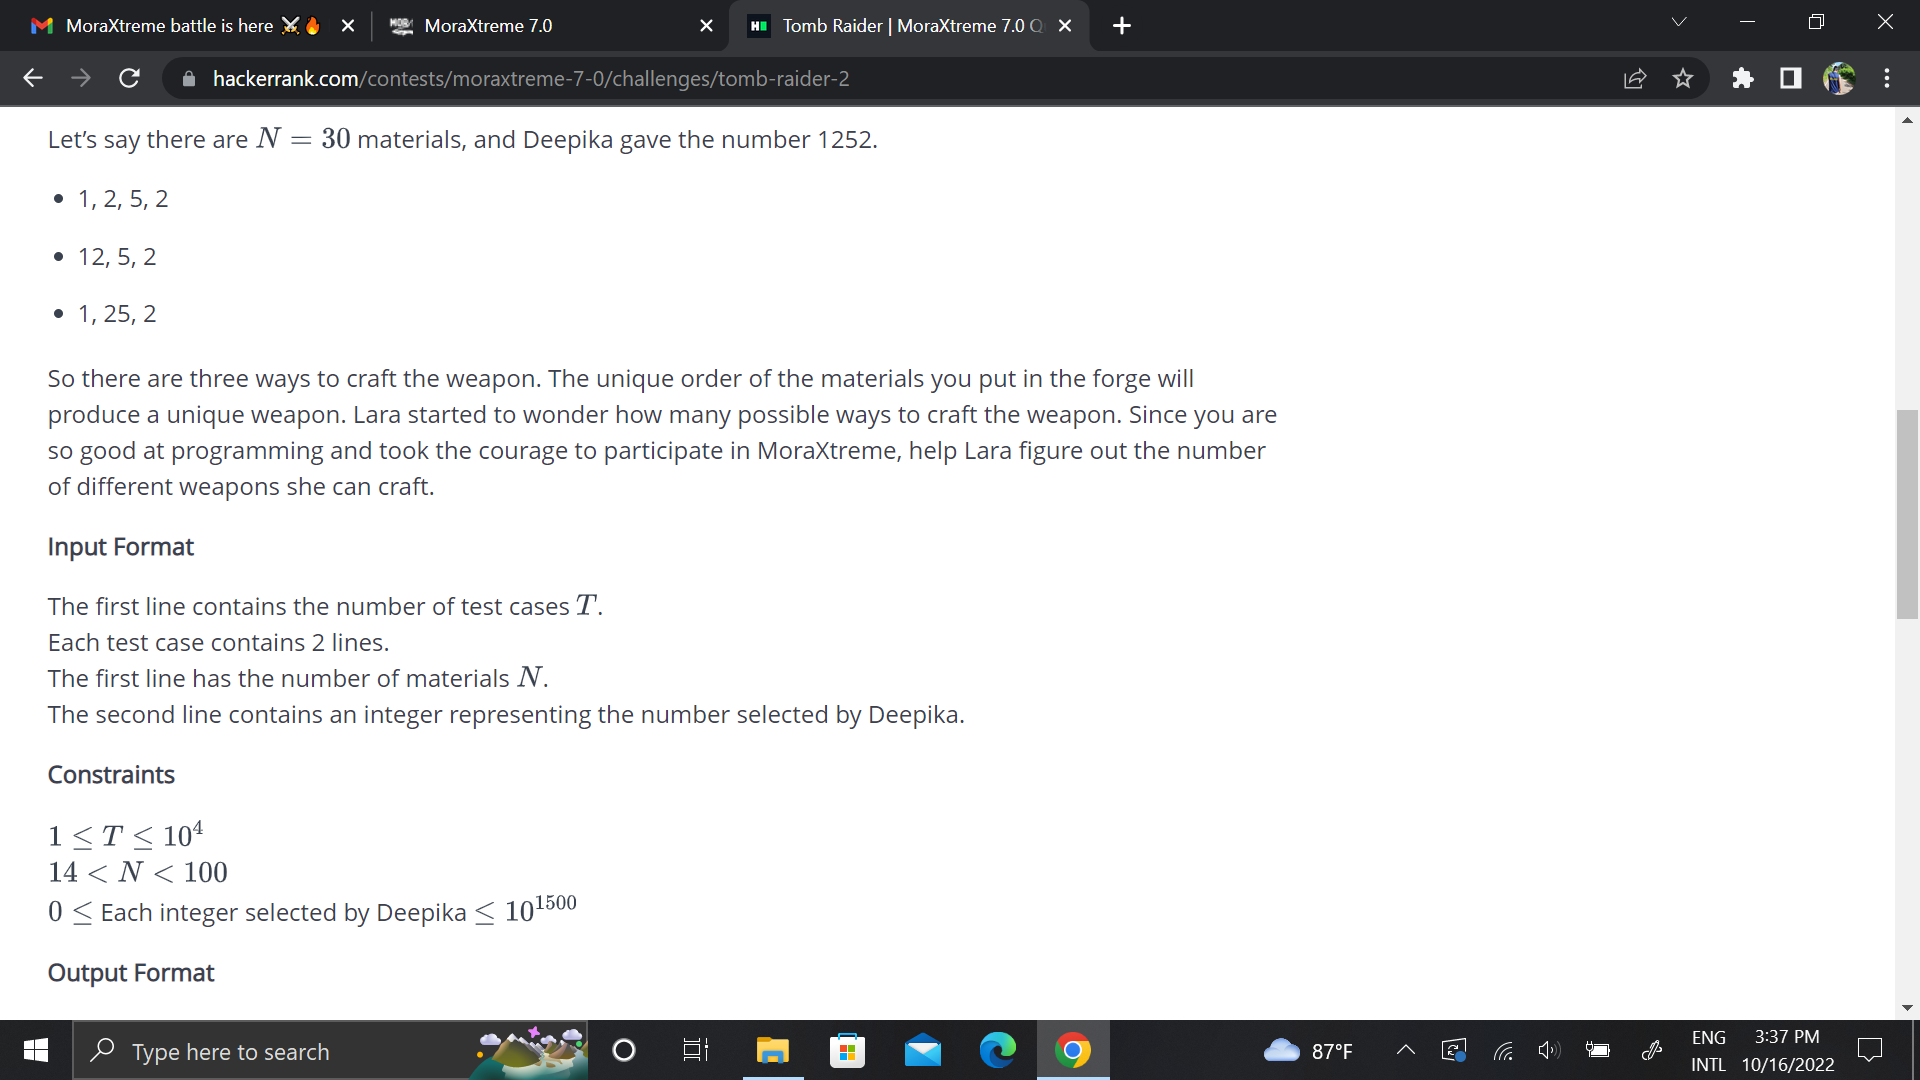 MoraXtreme battle is here ⚔️🔥
MoraXtreme 7.0
Tomb Raider | MoraXtreme 7.0 Q
hackerrank.com/contests/moraxtreme-7-0/challenges/tomb-raider-2
Let's say there are N = 30 materials, and Deepika gave the number 1252.
• 1, 2, 5, 2
• 12, 5, 2
• 1, 25, 2
So there are three ways to craft the weapon. The unique order of the materials you put in the forge will
produce a unique weapon. Lara started to wonder how many possible ways to craft the weapon. Since you are
so good at programming and took the courage to participate in MoraXtreme, help Lara figure out the number
of different weapons she can craft.
Input Format
The first line contains the number of test cases T.
Each test case contains 2 lines.
The first line has the number of materials N.
The second line contains an integer representing the number selected by Deepika.
Constraints
1 ≤ T ≤ 10⁴
14 < N < 100
0 ≤ Each integer selected by Deepika ≤ 10¹⁵⁰⁰
Output Format
Type here to search
87°F
ENG
INTL
3:37 PM
10/16/2022